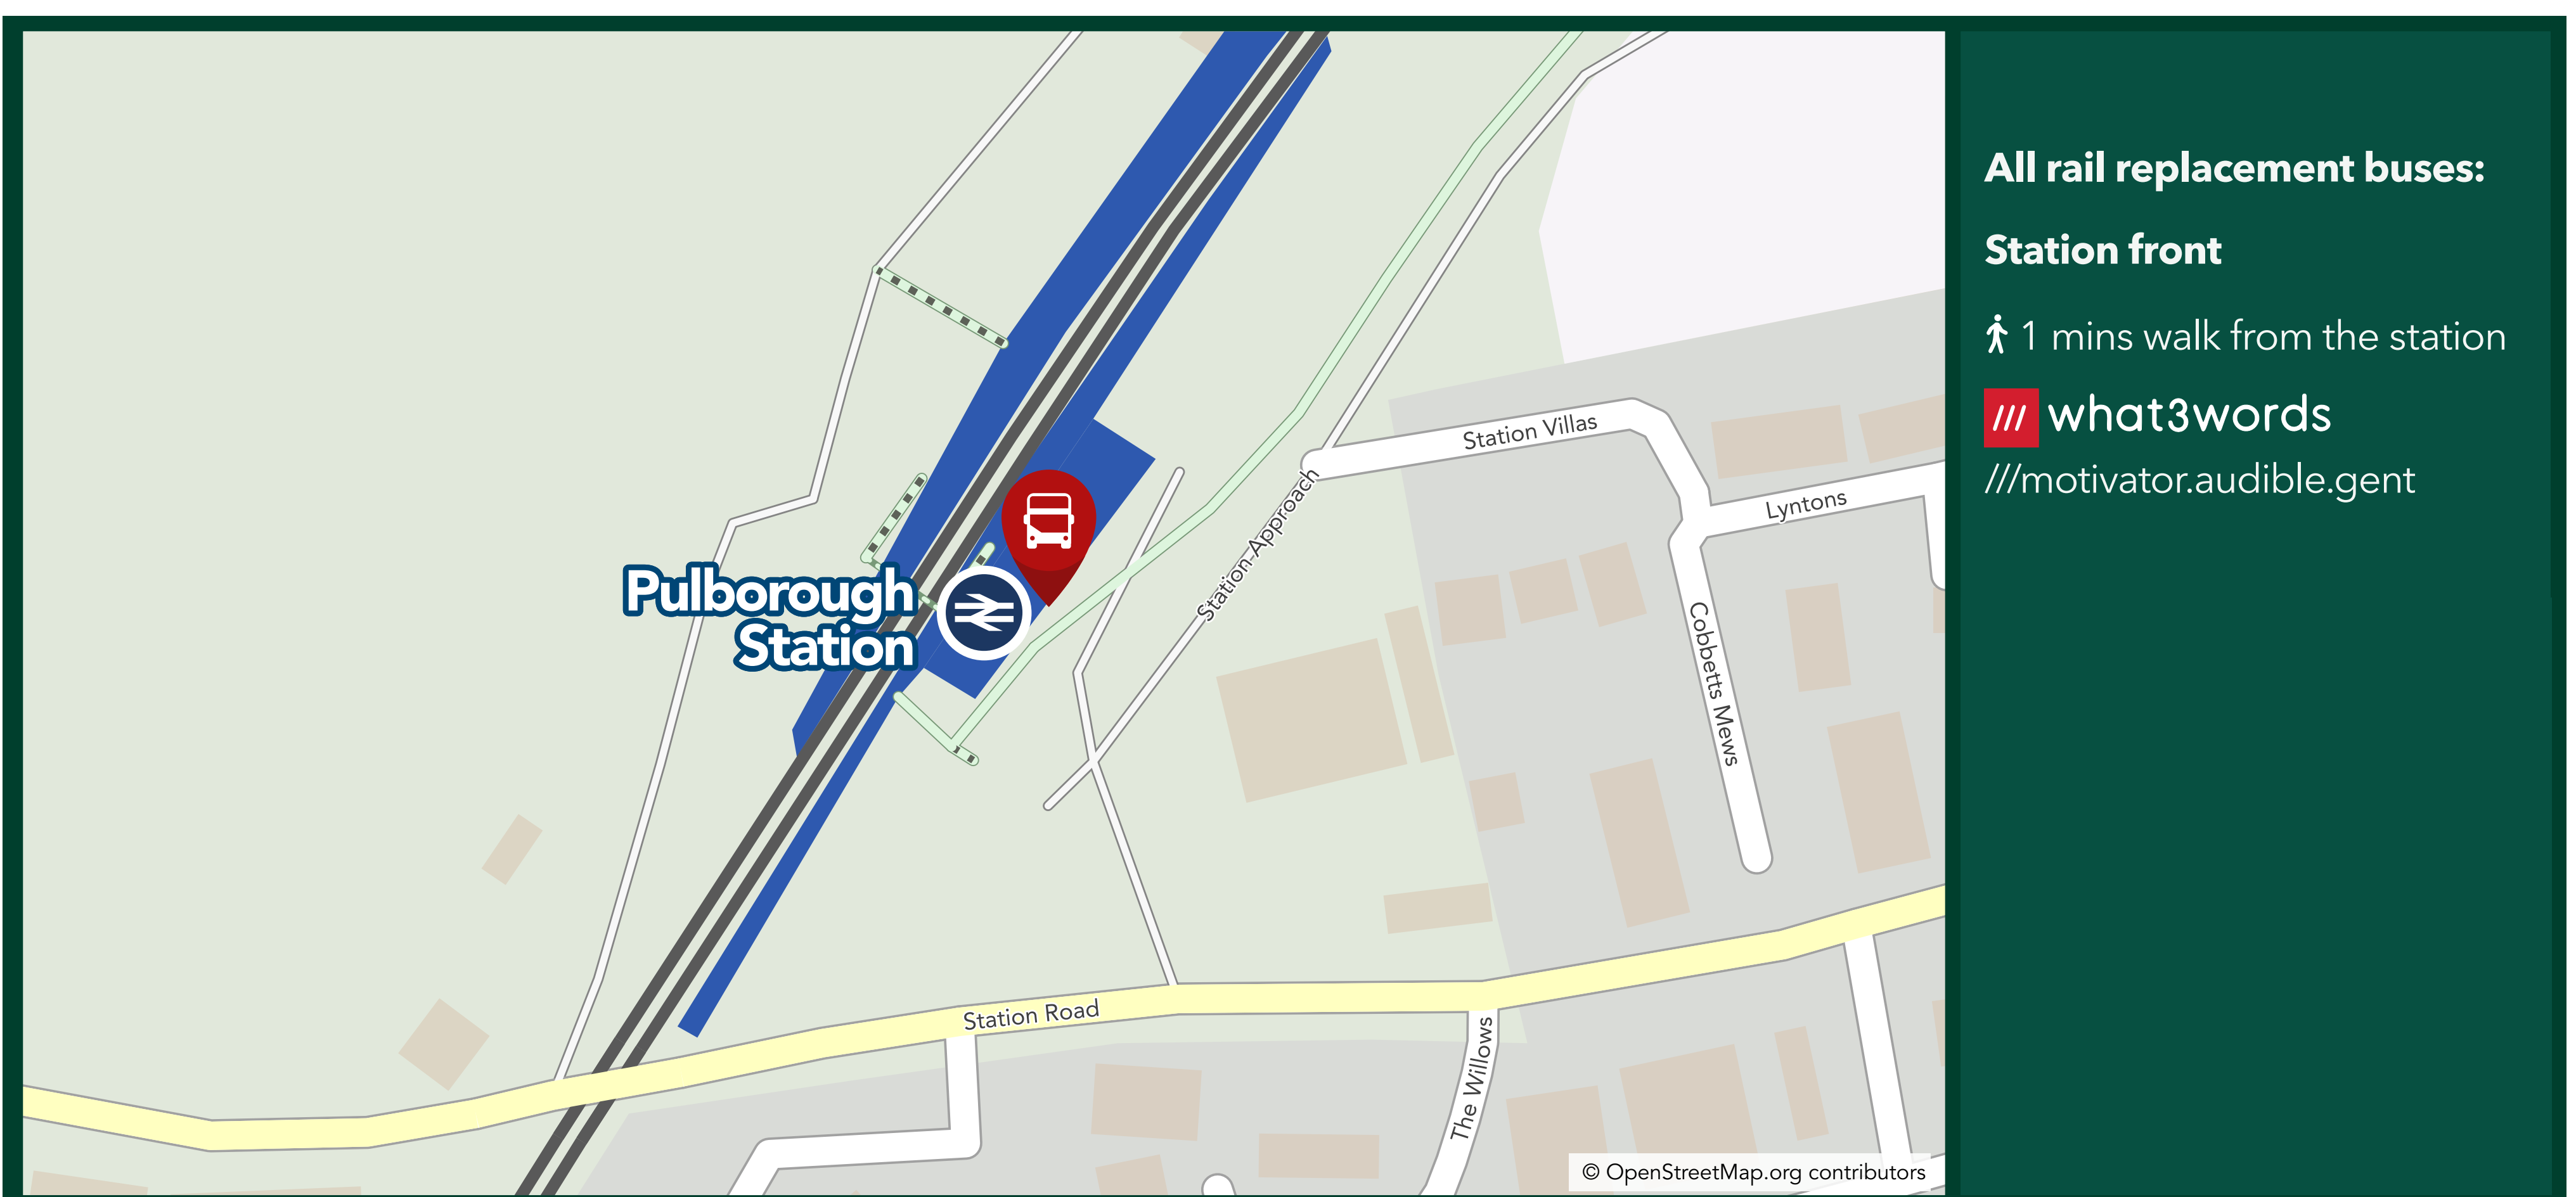 All rail replacement buses:
Station front
1 mins walk from the station
what3words
///motivator.audible.gent
Pulborough
Station
Station Approach
Station Villas
Lyntons
Cobbetts Mews
Station Road
The Willows
© OpenStreetMap.org contributors